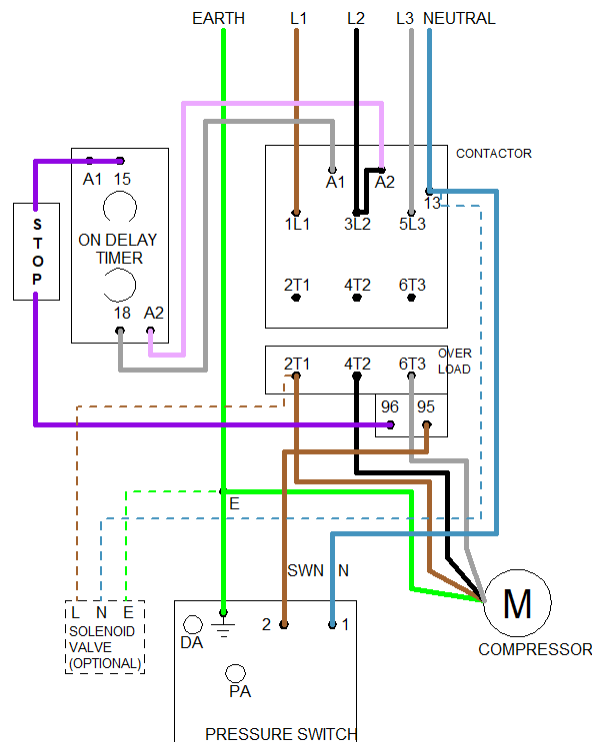 EARTH L1 L2 L3 NEUTRAL
CONTACTOR
A1 15
A1 A2
13
STOP
ON DELAY
TIMER
1L1 3L2 5L3
2T1 4T2 6T3
18 A2
OVER
LOAD
2T1 4T2 6T3
96 95
E
SWN N
L N E
SOLENOID
VALVE
(OPTIONAL)
DA
2 1
PA
PRESSURE SWITCH
M
COMPRESSOR